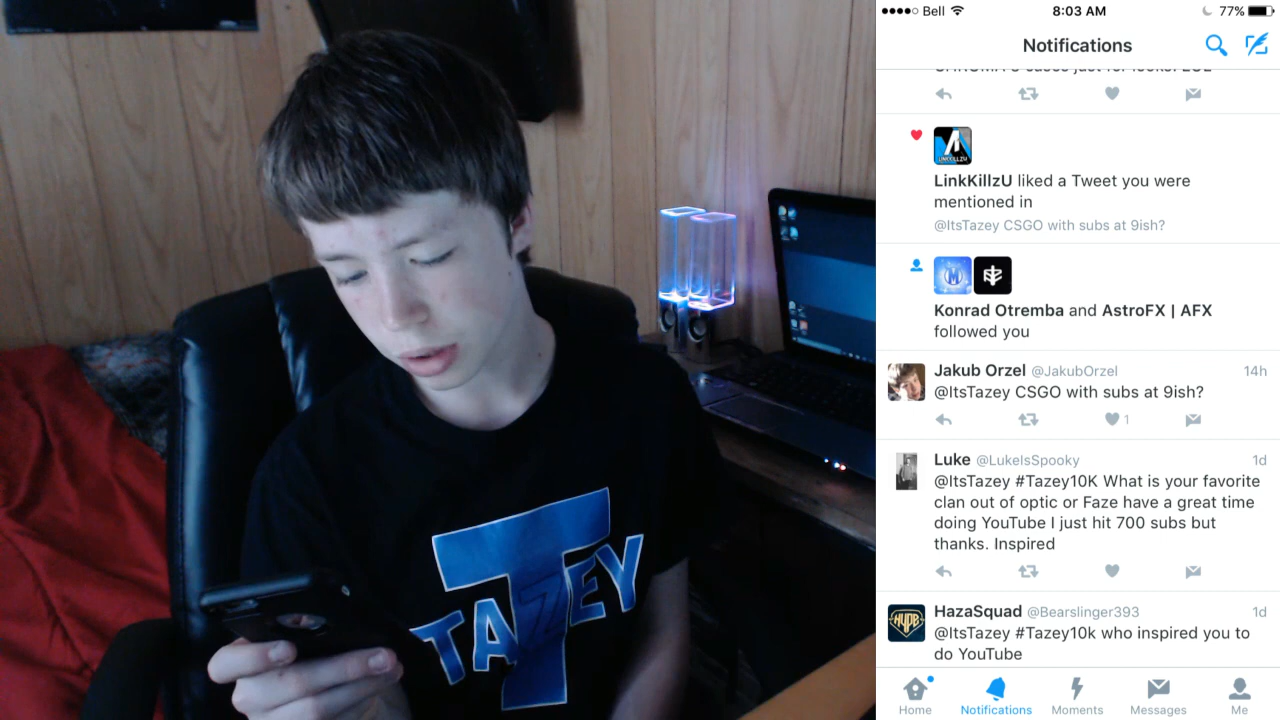 TAZEY
Bell
8:03 AM
77%
Notifications
LINKKILLZU
LinkKillzU liked a Tweet you were
mentioned in
@ItsTazey CSGO with subs at 9ish?
Konrad Otremba and AstroFX | AFX
followed you
Jakub Orzel @JakubOrzel 14h
@ItsTazey CSGO with subs at 9ish?
1
Luke @LukeIsSpooky 1d
@ItsTazey #Tazey10K What is your favorite
clan out of optic or Faze have a great time
doing YouTube I just hit 700 subs but
thanks. Inspired
HYPE
HazaSquad @Bearslinger393 1d
@ItsTazey #Tazey10k who inspired you to
do YouTube
Home
Notifications
Moments
Messages
Me